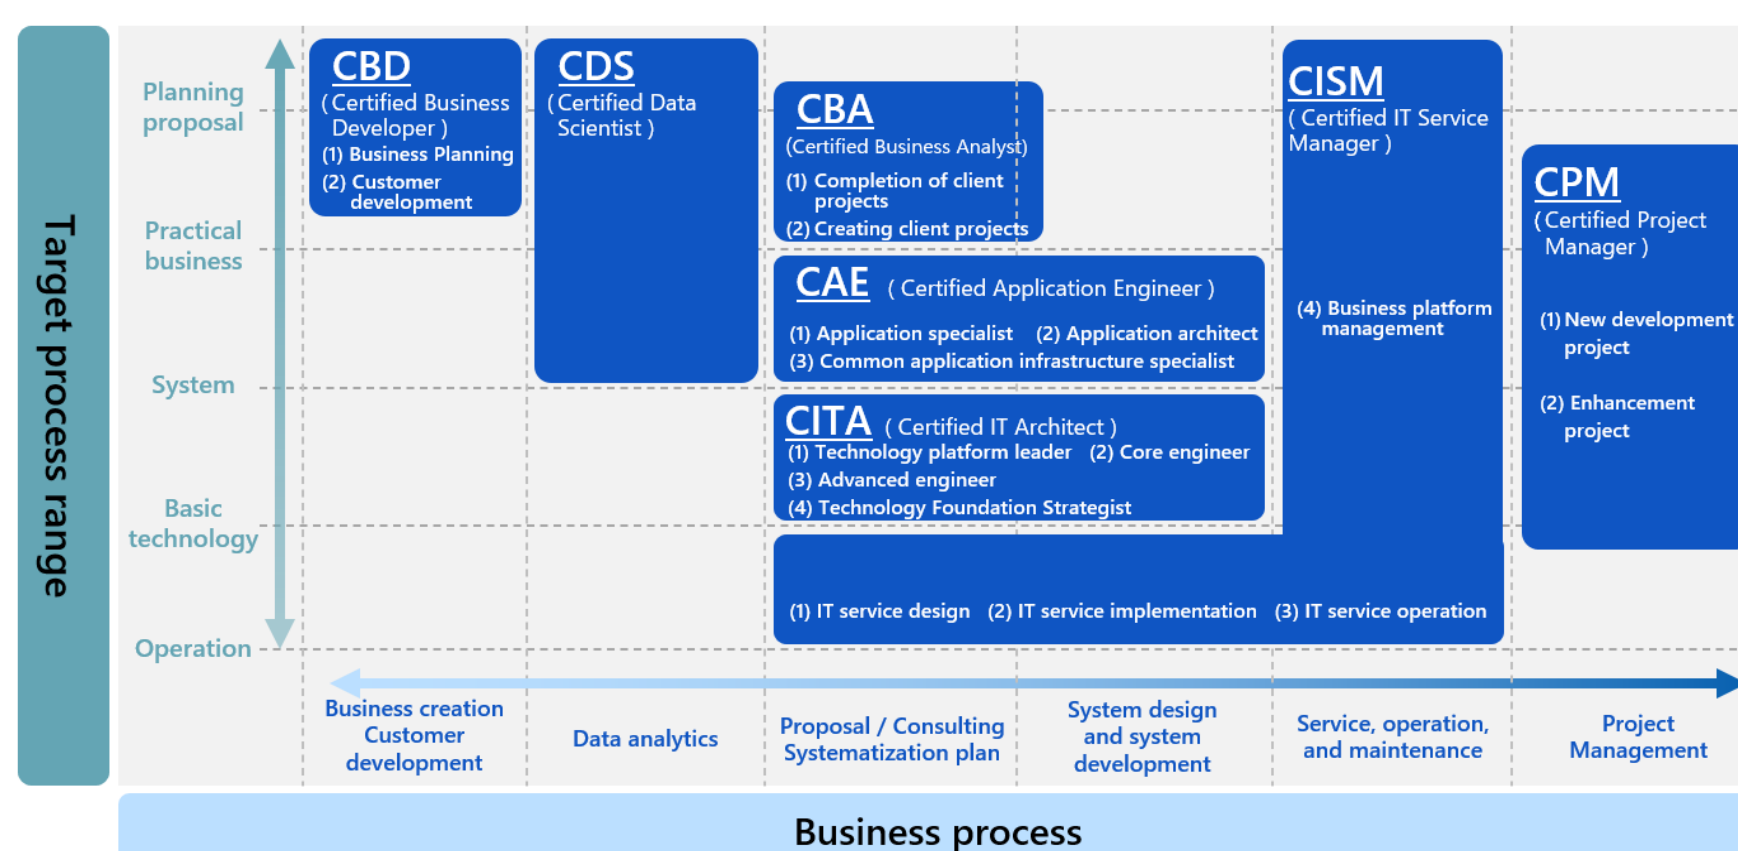 Target process range
Planning
proposal
Practical
business
System
Basic
technology
Operation
CBD
( Certified Business
Developer )
(1) Business Planning
(2) Customer
development
CDS
( Certified Data
Scientist )
CBA
(Certified Business Analyst)
(1) Completion of client
projects
(2) Creating client projects
CAE ( Certified Application Engineer )
(1) Application specialist (2) Application architect
(3) Common application infrastructure specialist
CITA ( Certified IT Architect )
(1) Technology platform leader (2) Core engineer
(3) Advanced engineer
(4) Technology Foundation Strategist
CISM
( Certified IT Service
Manager )
(4) Business platform
management
(1) IT service design (2) IT service implementation (3) IT service operation
CPM
( Certified Project
Manager )
(1) New development
project
(2) Enhancement
project
Business creation
Customer
development
Data analytics
Proposal / Consulting
Systematization plan
System design
and system
development
Service, operation,
and maintenance
Project
Management
Business process